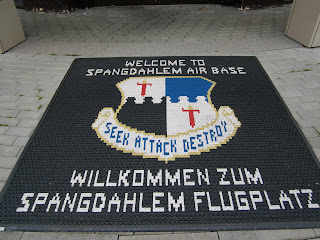 WELCOME TO
SPANGDAHLEM AIR BASE
SEEK ATTACK DESTROY
WILLKOMMEN ZUM
SPANGDAHLEM FLUGPLATZ